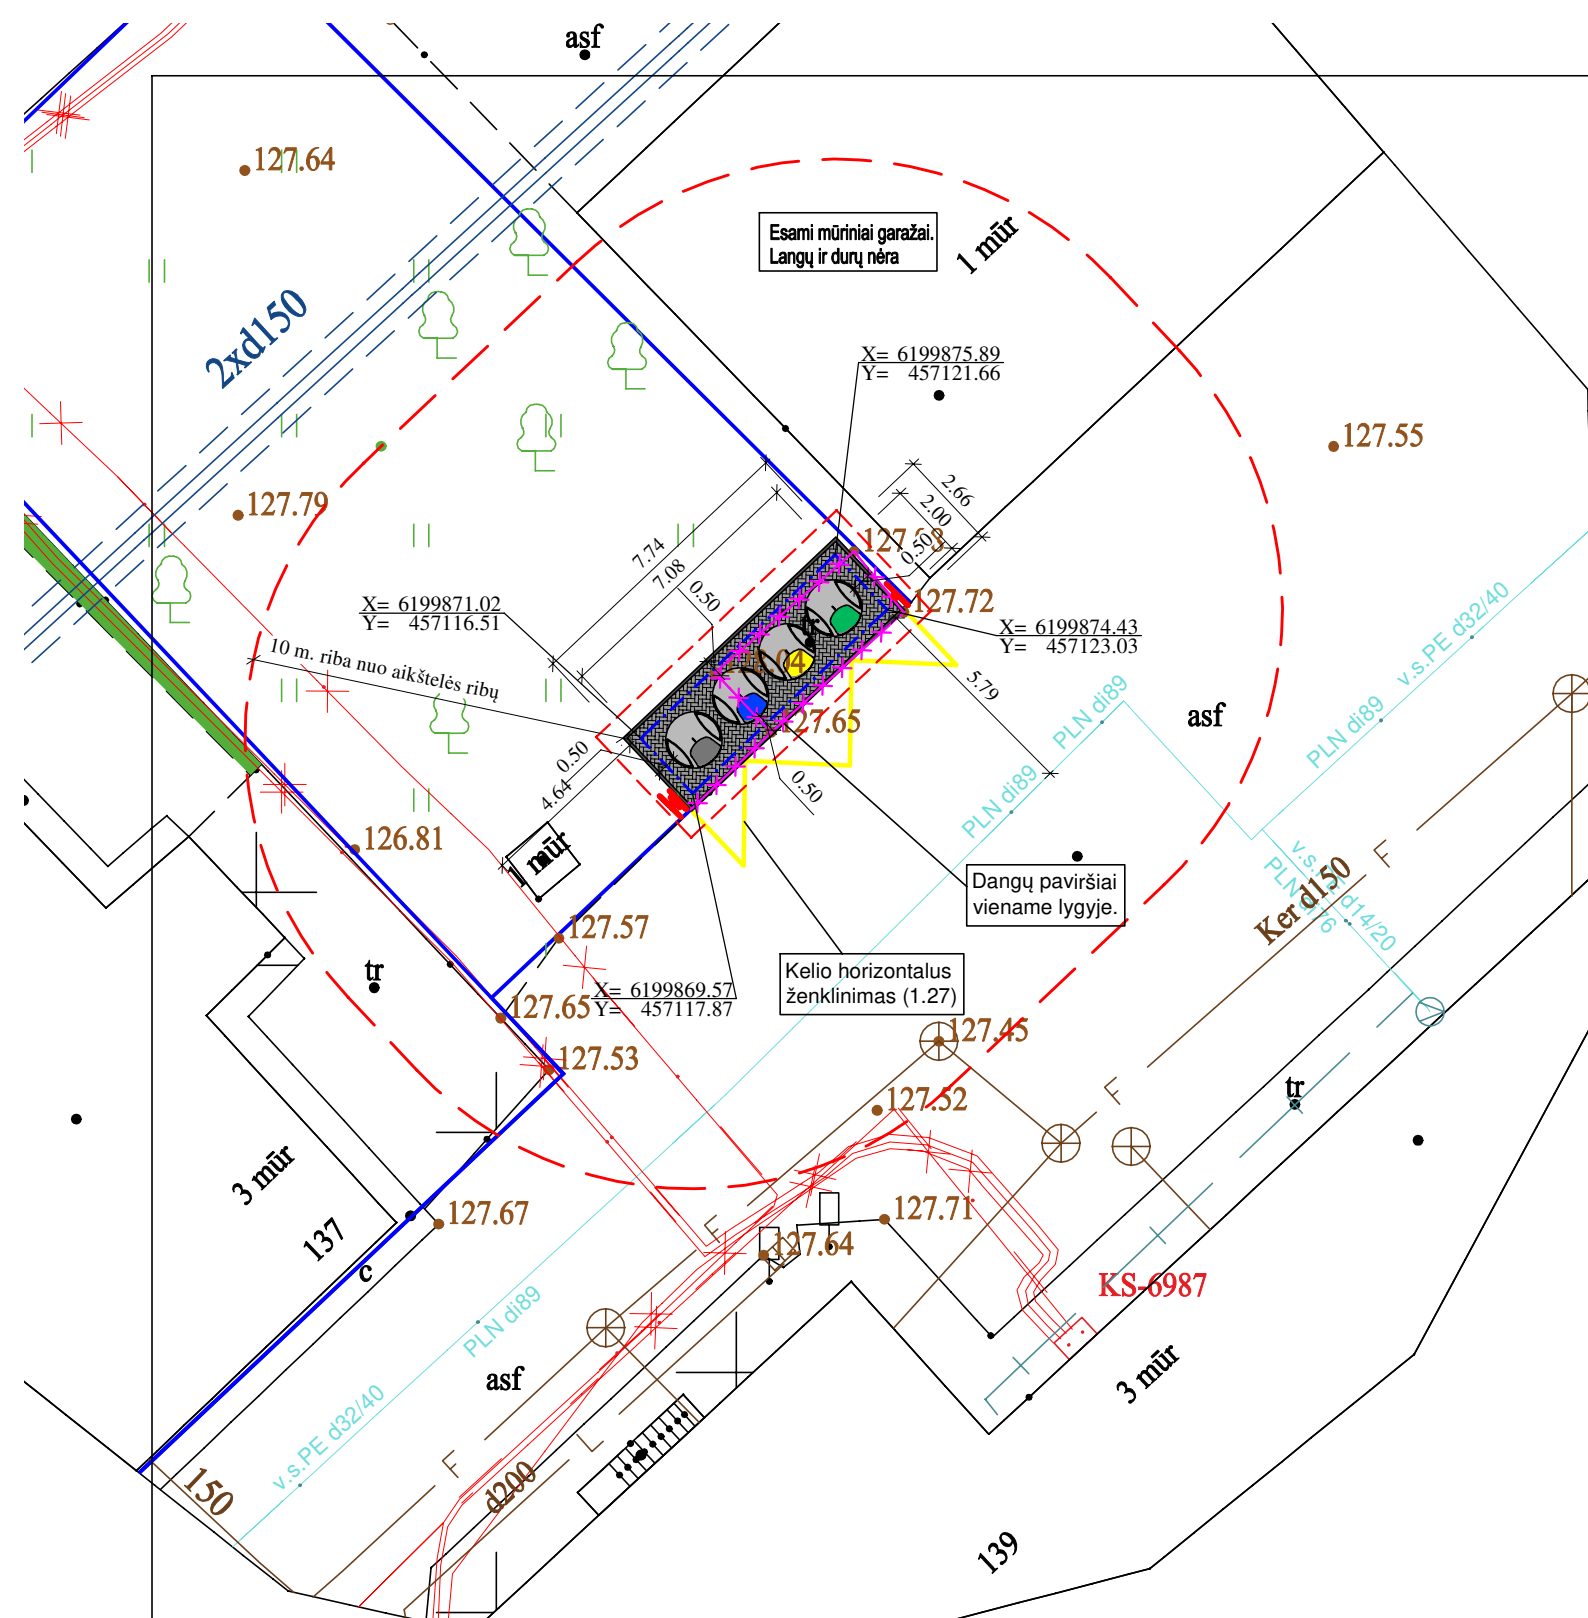 asf
127.64
Esami mūriniai garažai.
Langų ir durų nėra
1 mūr
2xd150
X= 6199875.89
Y= 457121.66
127.55
127.79
2.66
2.00
0.50
7.74
7.08
0.50
127.72
X= 6199871.02
Y= 457116.51
X= 6199874.43
Y= 457123.03
v.s.PE d32/40
10 m. riba nuo aikštelės ribų
5.79
127.65
asf
PLN di89
PLN di89
PLN di89
0.50
4.64
0.50
126.81
1 mūr
Dangų paviršiai
viename lygyje.
PLN di76
d14/20
Ker d150
F
127.57
Kelio horizontalus
ženklinimas (1.27)
tr
X= 6199869.57
Y= 457117.87
127.65
127.53
127.45
127.52
F
tr
3 mūr
127.67
127.71
F
127.64
137
c
KS-6987
PLN di89
3 mūr
asf
v.s.PE d32/40
F
L
150
d200
139